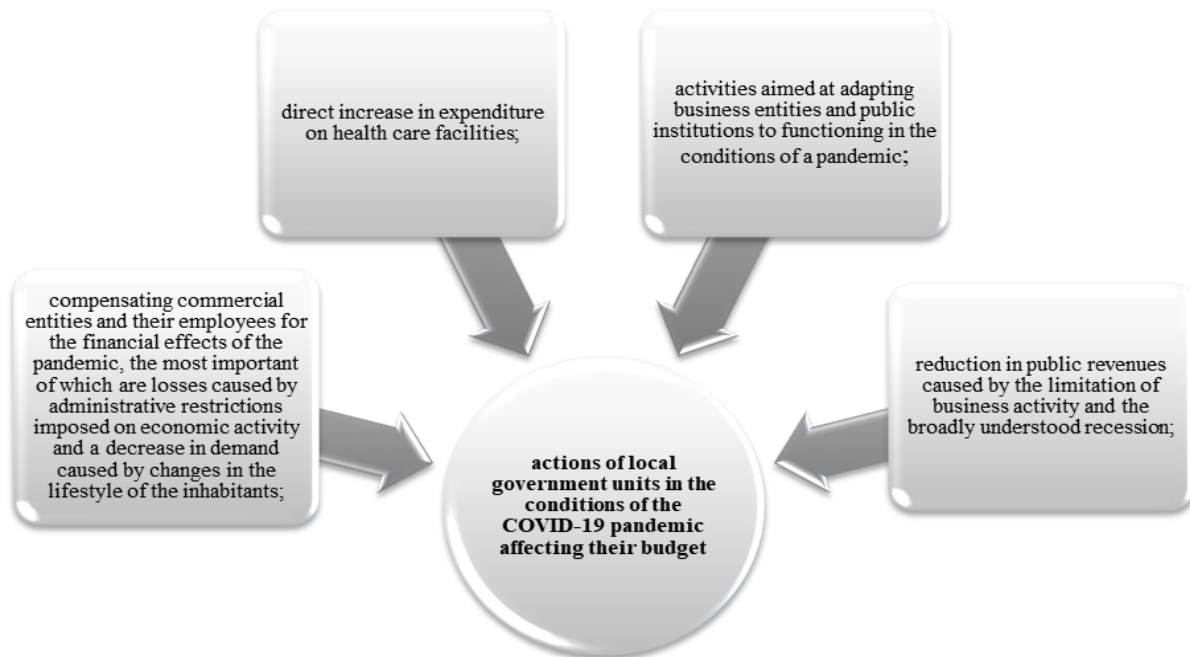 direct increase in expenditure
on health care facilities;
activities aimed at adapting
business entities and public
institutions to functioning in the
conditions of a pandemic;
compensating commercial
entities and their employees for
the financial effects of the
pandemic, the most important
of which are losses caused by
administrative restrictions
imposed on economic activity
and a decrease in demand
caused by changes in the
lifestyle of the inhabitants;
reduction in public revenues
caused by the limitation of
business activity and the
broadly understood recession;
actions of local
government units in the
conditions of the
COVID-19 pandemic
affecting their budget